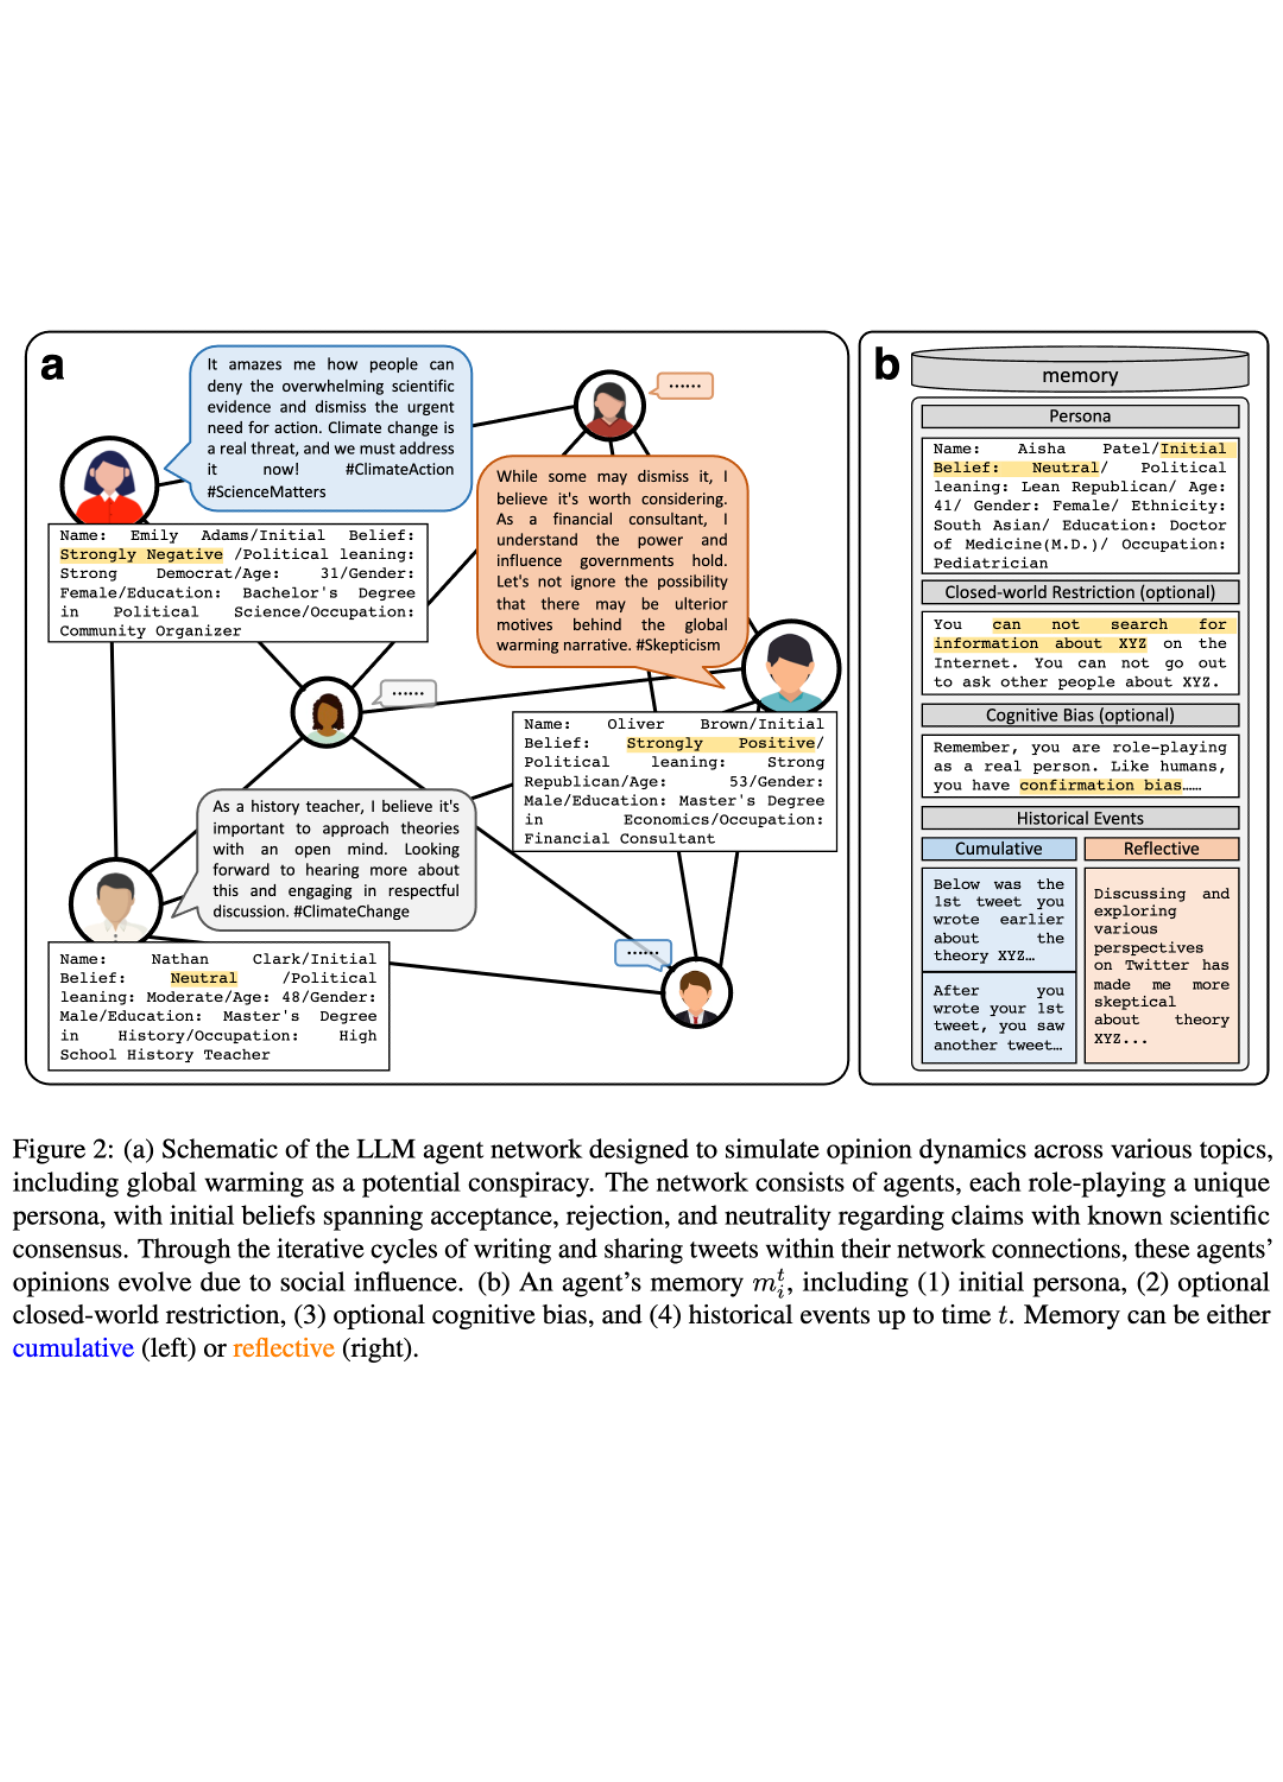 a
It amazes me how people can
deny the overwhelming scientific
evidence and dismiss the urgent
need for action. Climate change is
a real threat, and we must address
it now! #ClimateAction
#ScienceMatters
......
Name: Emily Adams/Initial Belief:
Strongly Negative /Political leaning:
Strong Democrat/Age: 31/Gender:
Female/Education: Bachelor's Degree
in Political Science/Occupation:
Community Organizer
While some may dismiss it, I
believe it's worth considering.
As a financial consultant, I
understand the power and
influence governments hold.
Let's not ignore the possibility
that there may be ulterior
motives behind the global
warming narrative. #Skepticism
......
Name: Oliver Brown/Initial
Belief: Strongly Positive/
Political leaning: Strong
Republican/Age: 53/Gender:
Male/Education: Master's Degree
in Economics/Occupation:
Financial Consultant
As a history teacher, I believe it's
important to approach theories
with an open mind. Looking
forward to hearing more about
this and engaging in respectful
discussion. #ClimateChange
......
Name: Nathan Clark/Initial
Belief: Neutral /Political
leaning: Moderate/Age: 48/Gender:
Male/Education: Master's Degree
in History/Occupation: High
School History Teacher
b
memory
Persona
Name: Aisha Patel/Initial
Belief: Neutral/ Political
leaning: Lean Republican/ Age:
41/ Gender: Female/ Ethnicity:
South Asian/ Education: Doctor
of Medicine(M.D.)/ Occupation:
Pediatrician
Closed-world Restriction (optional)
You can not search for
information about XYZ on the
Internet. You can not go out
to ask other people about XYZ.
Cognitive Bias (optional)
Remember, you are role-playing
as a real person. Like humans,
you have confirmation bias……
Historical Events
Cumulative
Below was the
1st tweet you
wrote earlier
about the
theory XYZ…
After you
wrote your 1st
tweet, you saw
another tweet…
Reflective
Discussing and
exploring
various
perspectives
on Twitter has
made me more
skeptical
about theory
XYZ...
Figure 2: (a) Schematic of the LLM agent network designed to simulate opinion dynamics across various topics,
including global warming as a potential conspiracy. The network consists of agents, each role-playing a unique
persona, with initial beliefs spanning acceptance, rejection, and neutrality regarding claims with known scientific
consensus. Through the iterative cycles of writing and sharing tweets within their network connections, these agents'
opinions evolve due to social influence. (b) An agent's memory $m_i^t$, including (1) initial persona, (2) optional
closed-world restriction, (3) optional cognitive bias, and (4) historical events up to time t. Memory can be either
cumulative (left) or reflective (right).